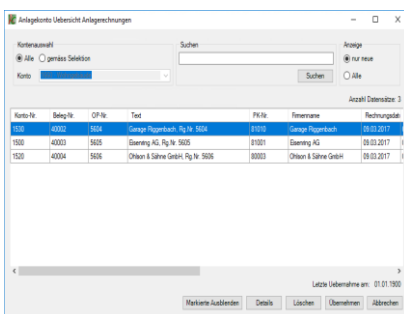 Anlagekonto Uebersicht Anlagerechnungen
Kontenauswahl
Alle gemäss Selektion
Konto
Suchen
Suchen
Anzeige
nur neue
Alle
Anzahl Datensätze: 3
Konto-Nr. Beleg-Nr. OP-Nr. Text PK-Nr. Firmenname Rechnungsdat
1530 40002 5604 Garage Riggenbach, Rg.Nr. 5604 81010 Garage Riggenbach 09.03.2017
1500 40003 5605 Eisenring AG, Rg.Nr. 5605 81001 Eisenring AG 09.03.2017
1520 40004 5606 Ohlson & Söhne GmbH, Rg.Nr. 5606 80003 Ohlson & Söhne GmbH 09.03.2017
Letzte Uebernahme am: 01.01.1900
Markierte Ausblenden Details Löschen Übernehmen Abbrechen